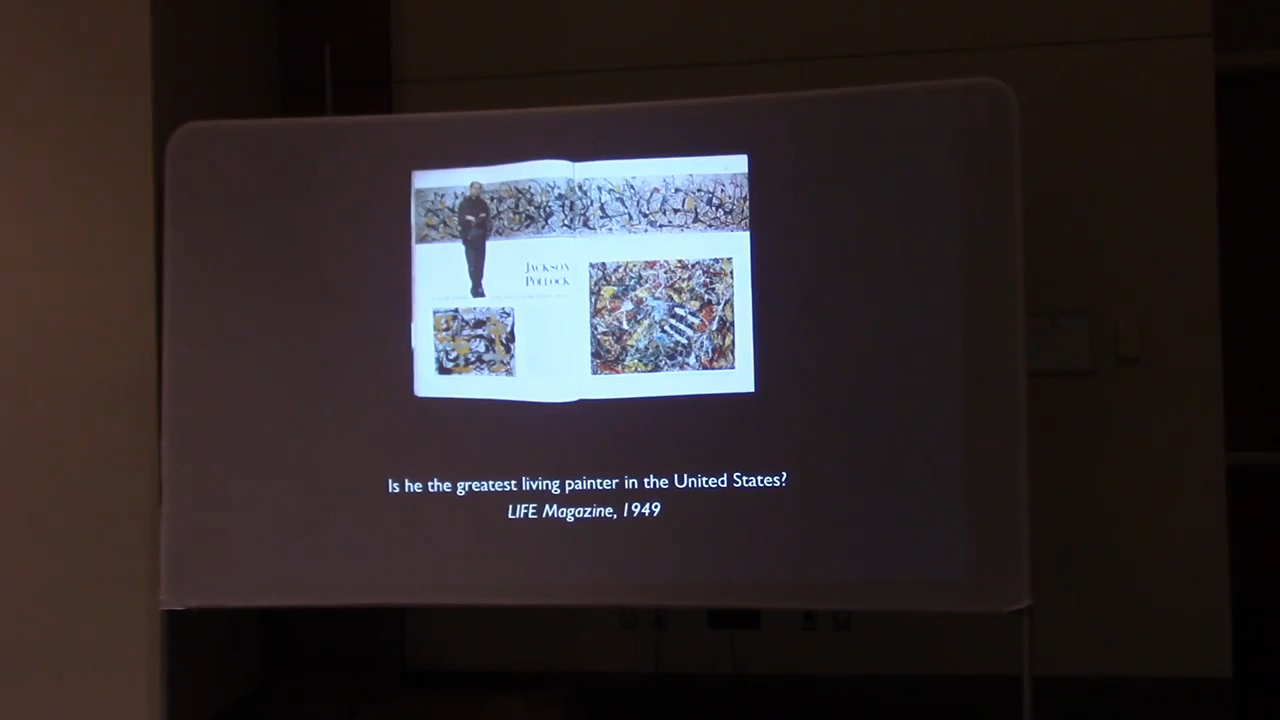 JACKSON
POLLOCK
Is he the greatest living painter in the United States?
LIFE Magazine, 1949